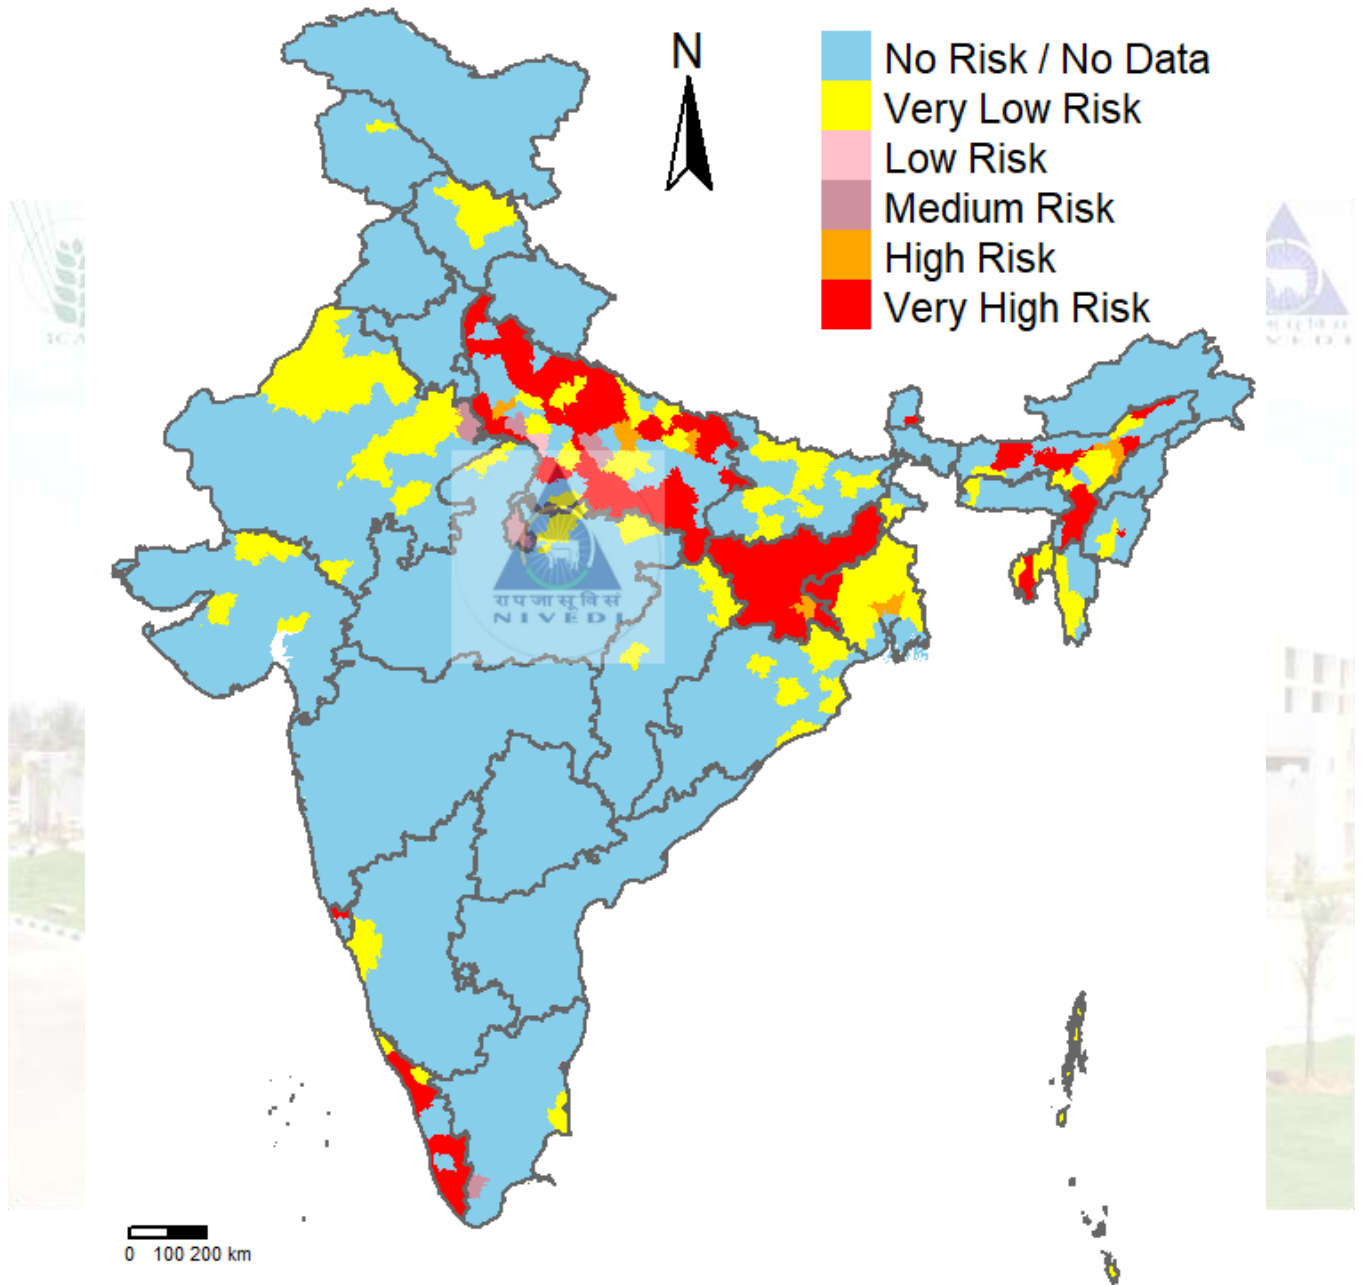 N
No Risk / No Data
Very Low Risk
Low Risk
Medium Risk
High Risk
Very High Risk
रापजासूविसं
NIVEDI
0 100 200 km